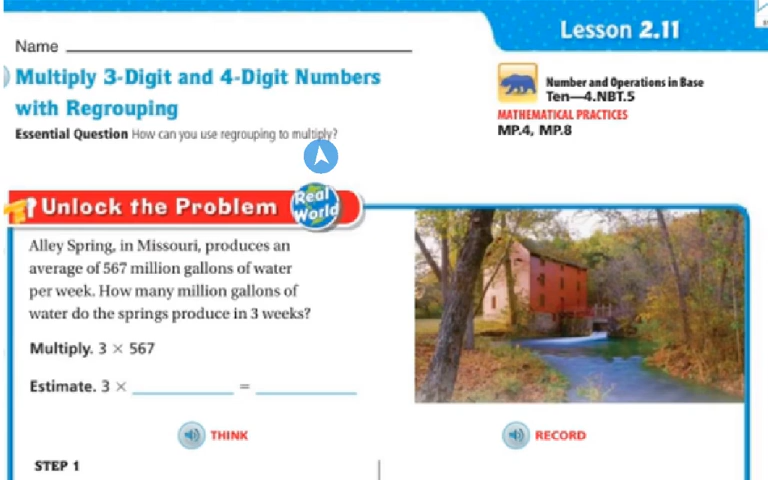 Lesson 2.11
Name
Multiply 3-Digit and 4-Digit Numbers
with Regrouping
Essential Question How can you use regrouping to multiply?
Number and Operations in Base
Ten—4.NBT.5
MATHEMATICAL PRACTICES
MP.4, MP.8
Unlock the Problem
Real
World
Alley Spring, in Missouri, produces an
average of 567 million gallons of water
per week. How many million gallons of
water do the springs produce in 3 weeks?
Multiply. 3 × 567
Estimate. 3 × ____ = ____
THINK
RECORD
STEP 1